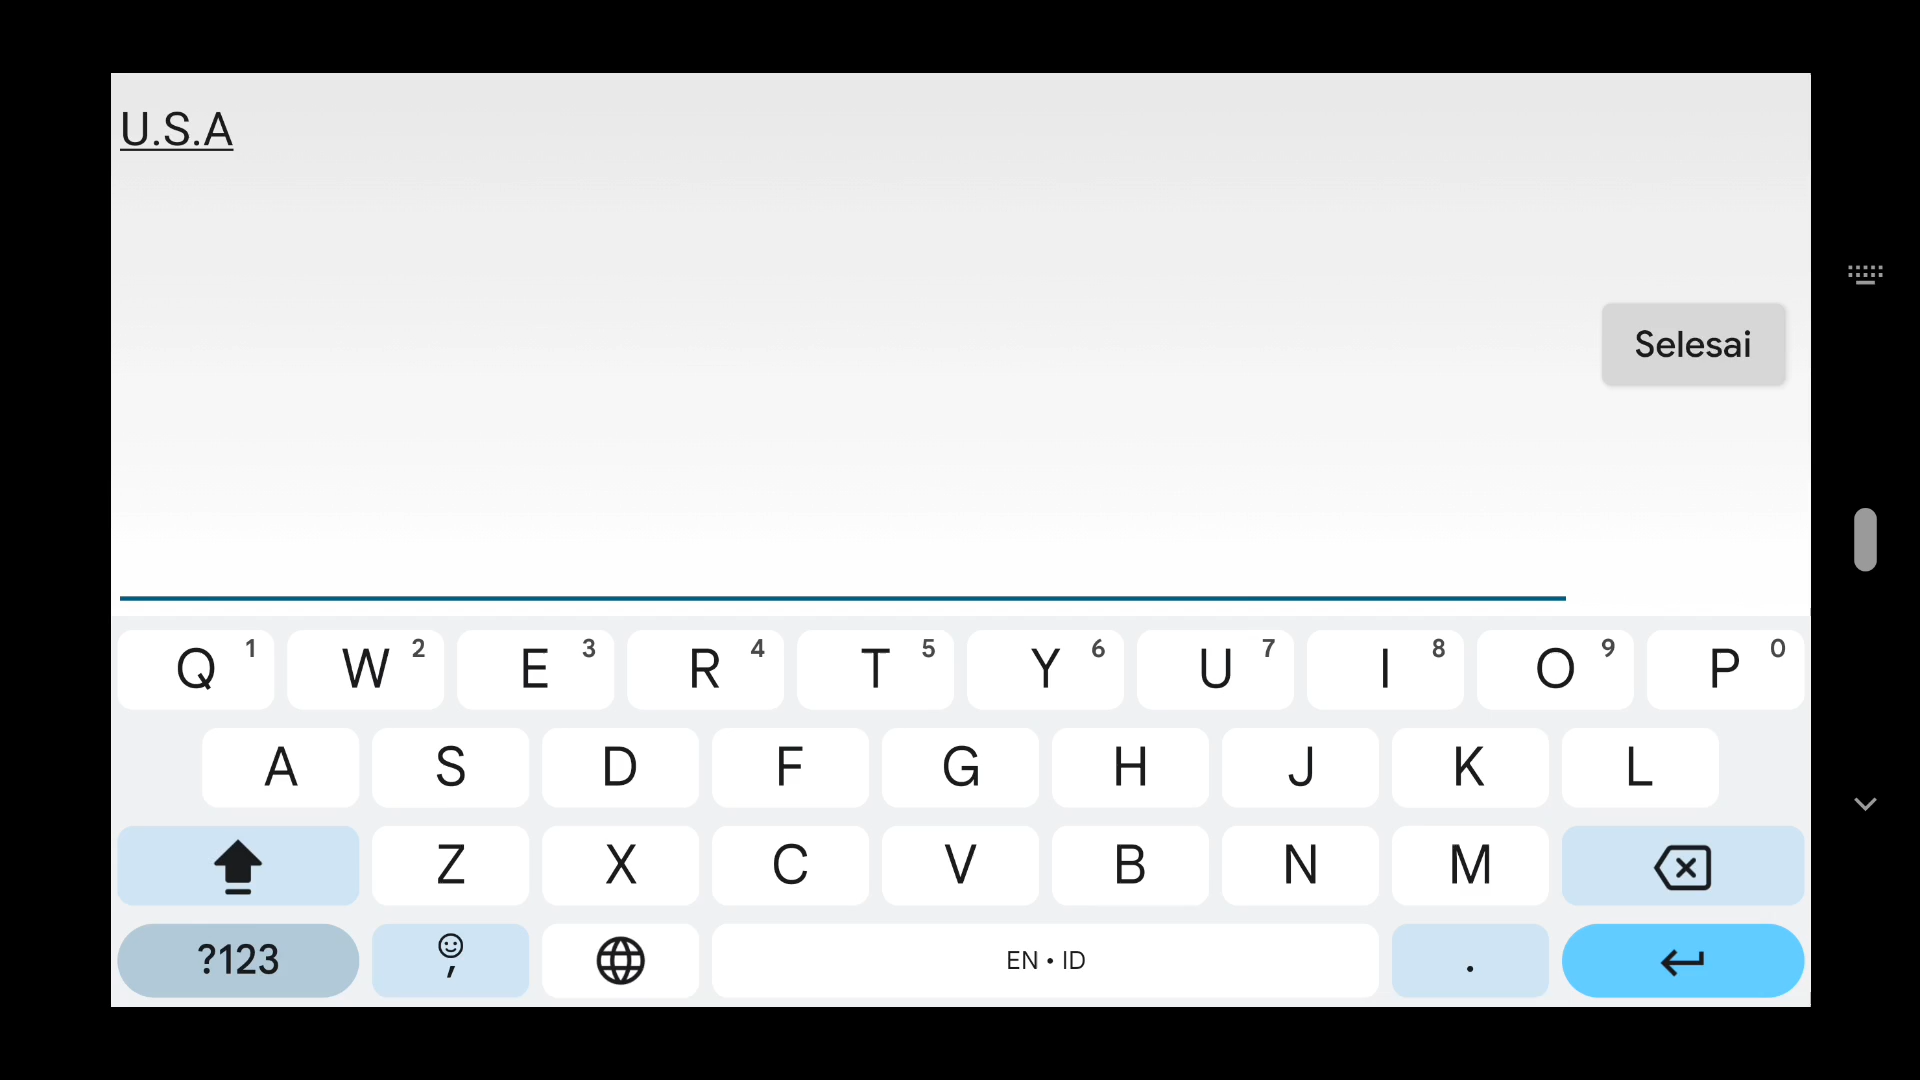 U.S.A
Selesai
Q 1 W 2 E 3 R 4 T 5 Y 6 U 7 I 8 O 9 P 0
A S D F G H J K L
Z X C V B N M
?123 , EN • ID .